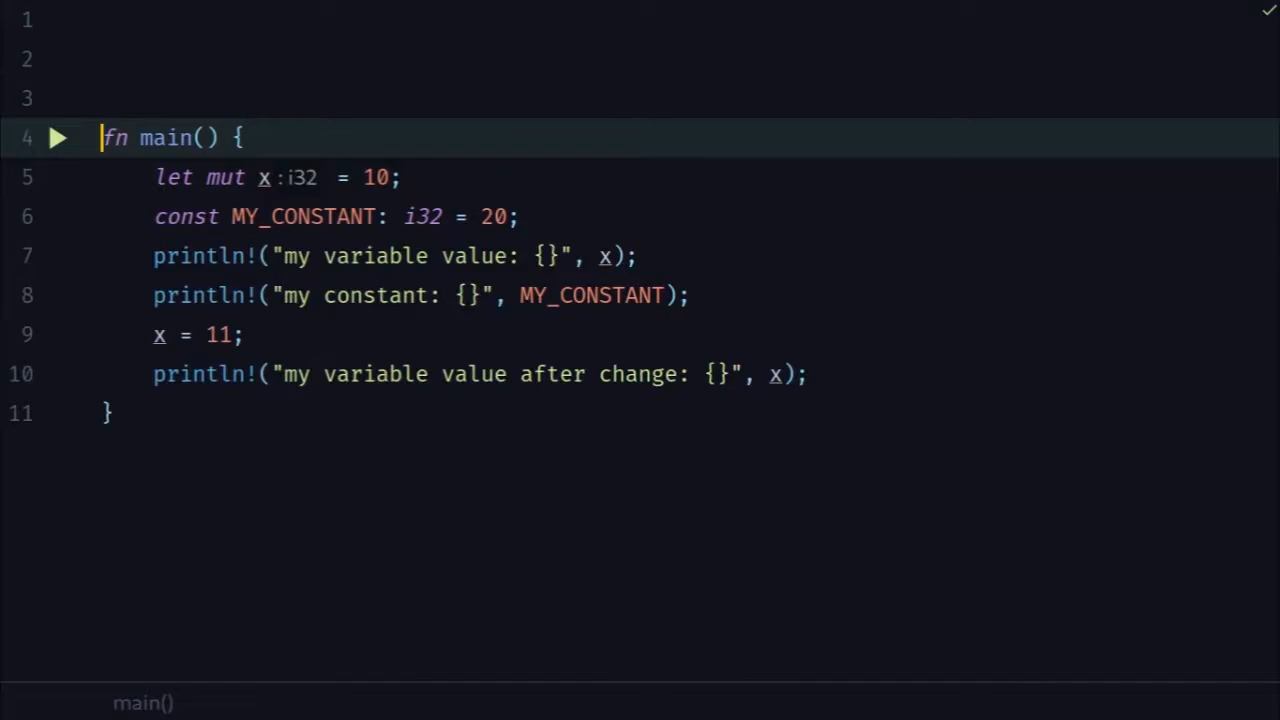 1
2
3
4 fn main() {
5 let mut x : i32 = 10;
6 const MY_CONSTANT: i32 = 20;
7 println!("my variable value: {}", x);
8 println!("my constant: {}", MY_CONSTANT);
9 x = 11;
10 println!("my variable value after change: {}", x);
11 }
main()